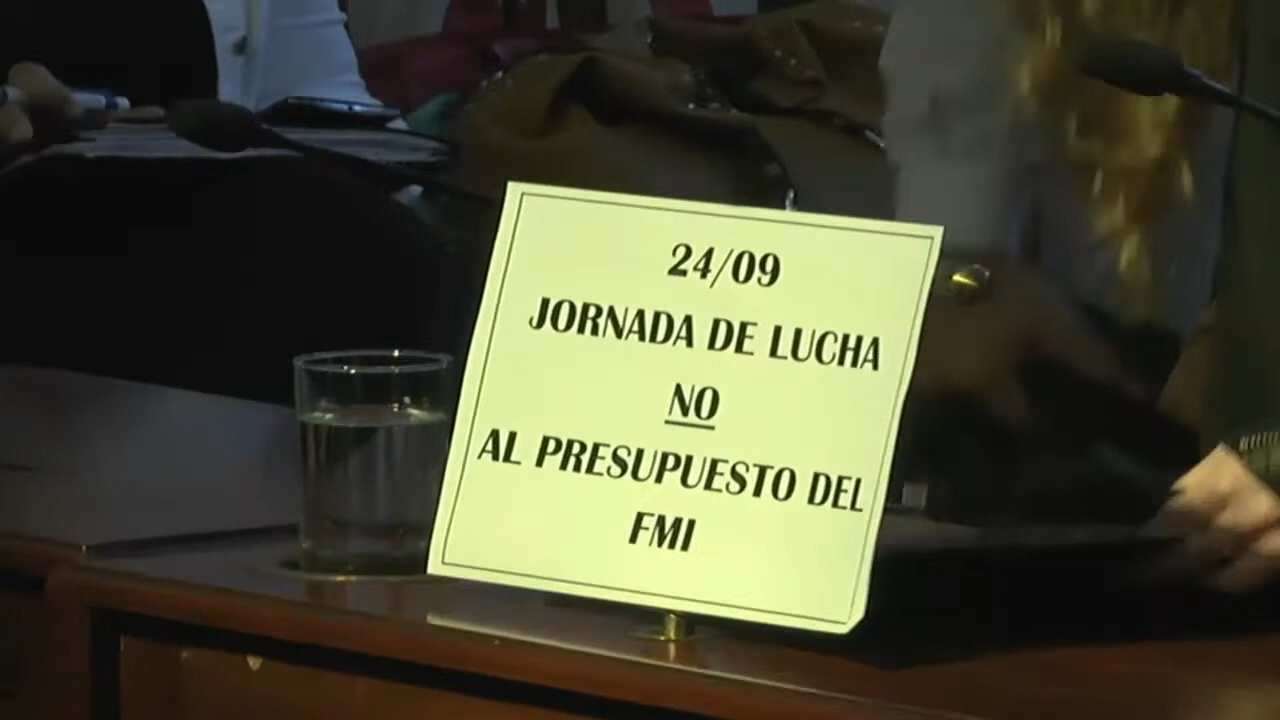 24/09
JORNADA DE LUCHA
NO
AL PRESUPUESTO DEL
FMI